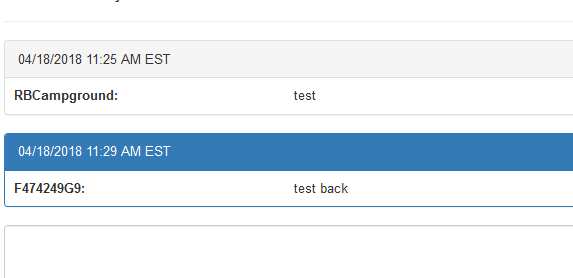 04/18/2018 11:25 AM EST
RBCampground: test
04/18/2018 11:29 AM EST
F474249G9: test back